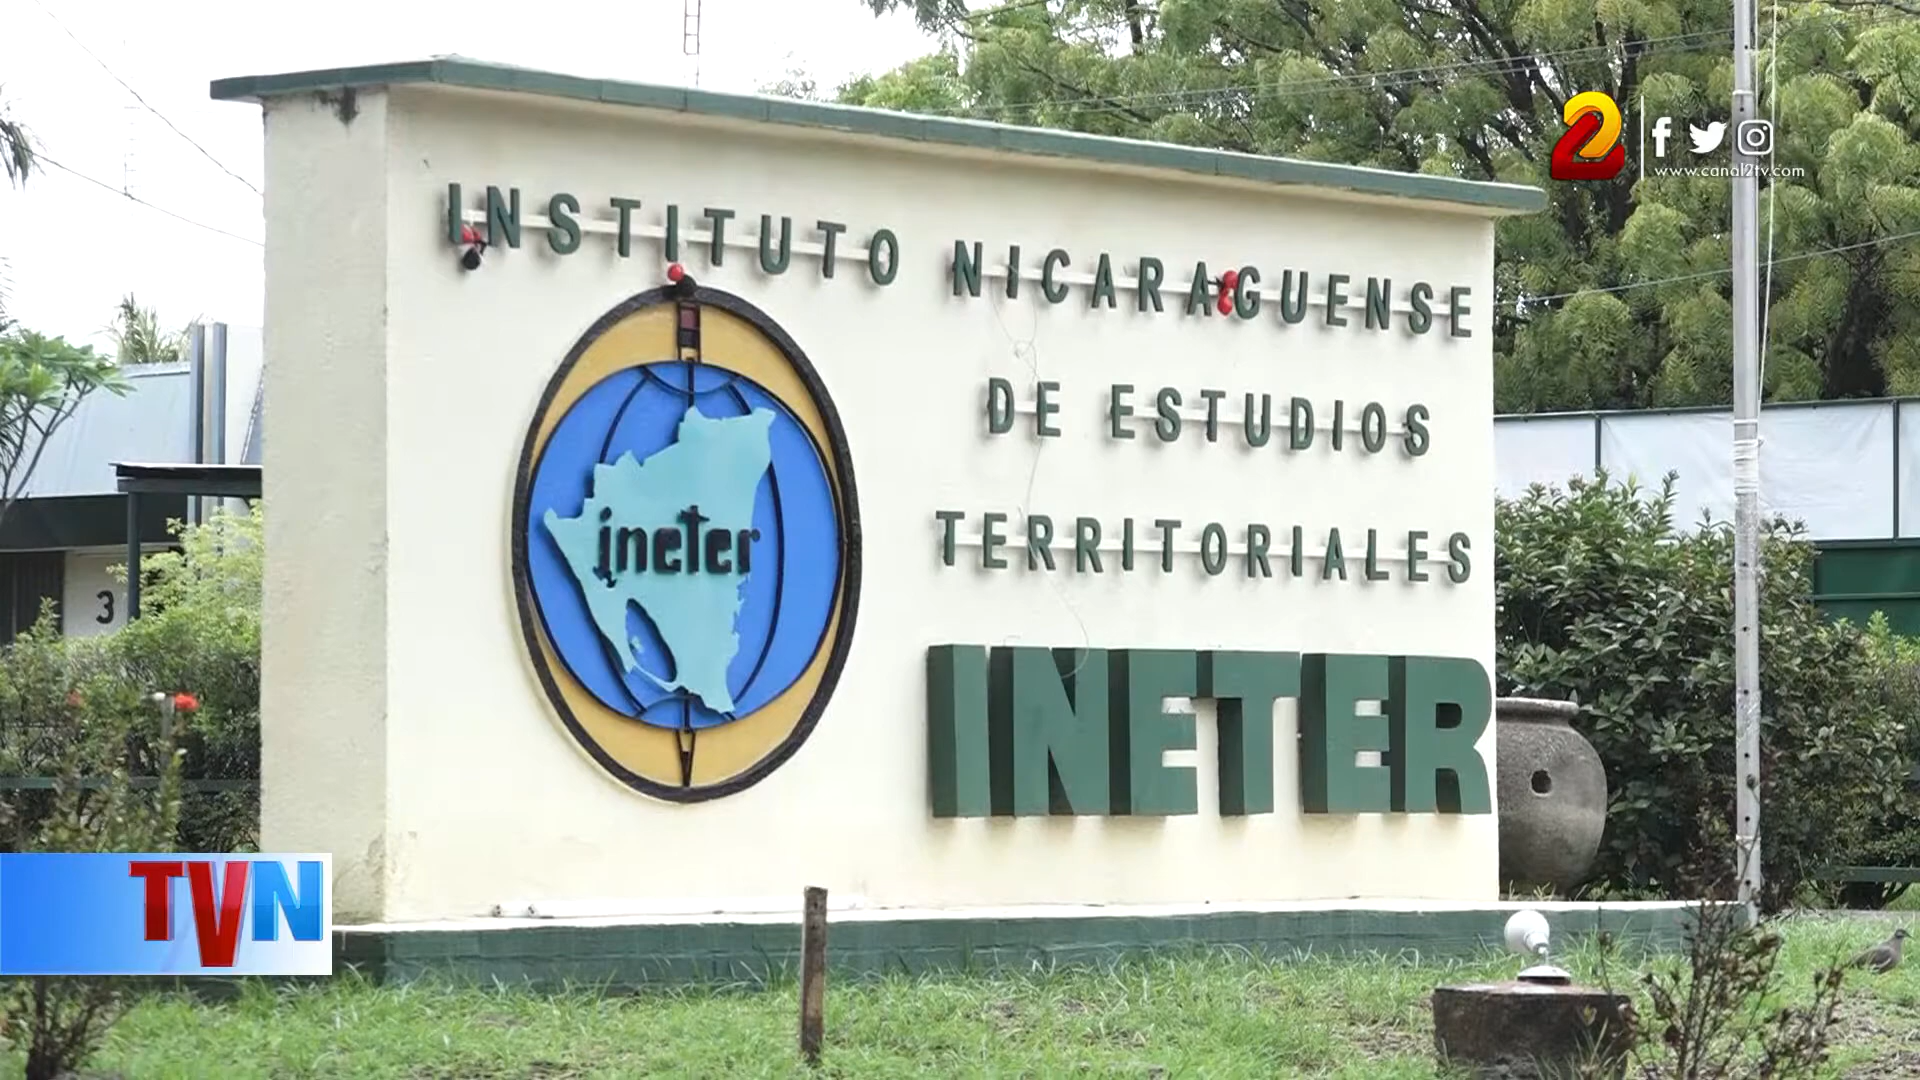 2
f
www.canal2tv.com
INSTITUTO NICARAGUENSE
DE ESTUDIOS
TERRITORIALES
INETER
ineter
3
TVN